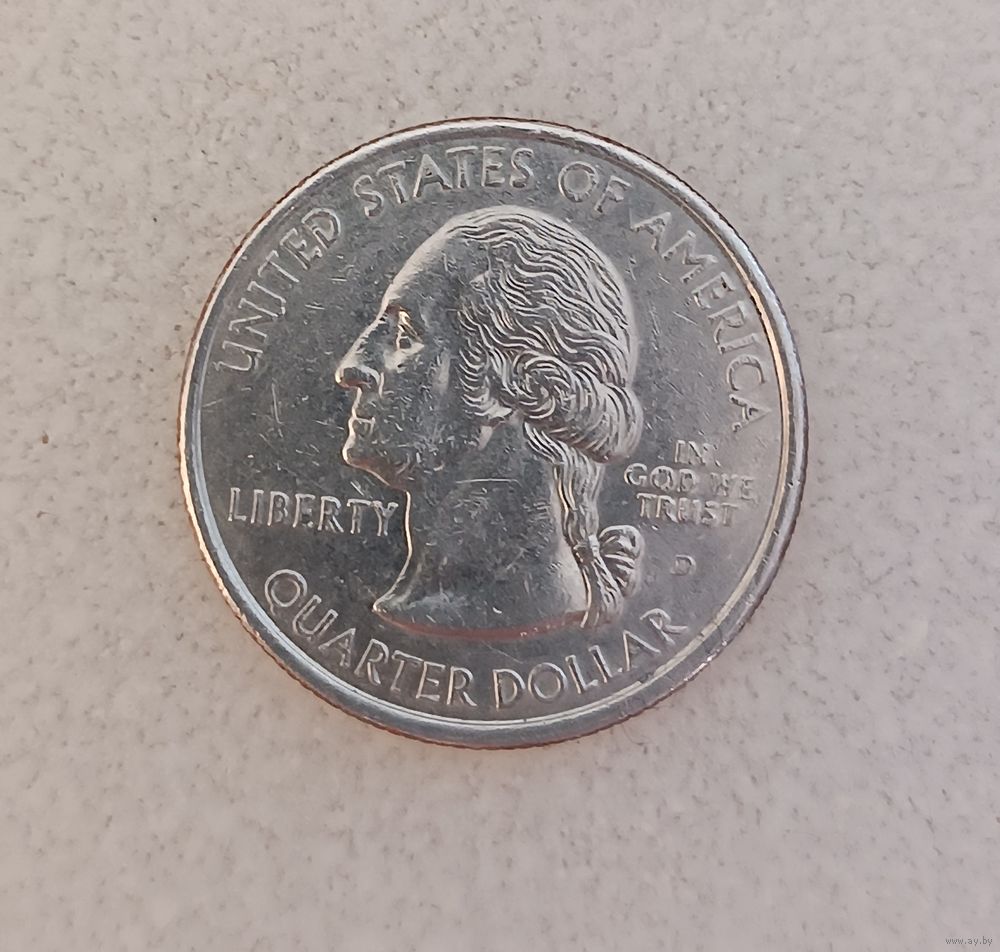 UNITED STATES OF AMERICA
LIBERTY
IN
GOD WE
TRUST
D
QUARTER DOLLAR
www.ay.by